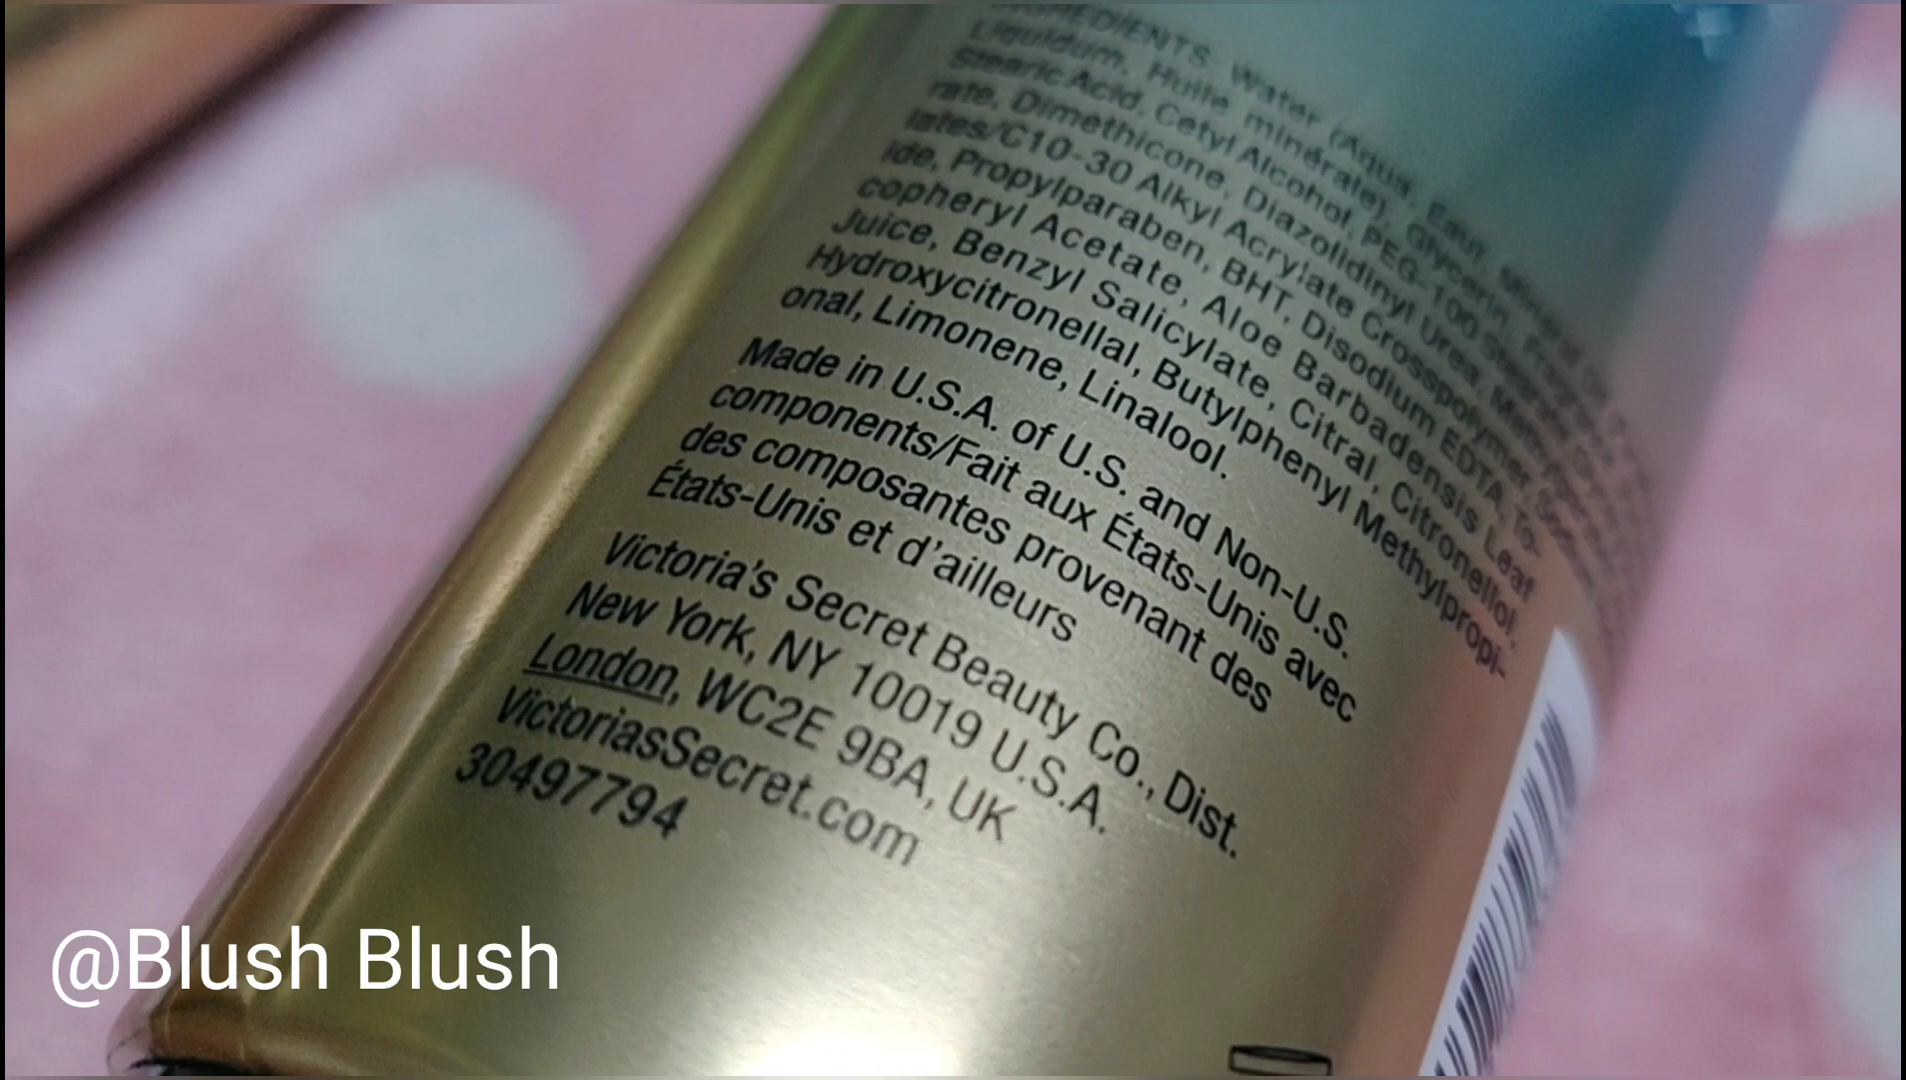 INGREDIENTS: Water (Aqua, Eau), Mineral Oil
Liquidum, Huile minérale), Glycerin,
Stearic Acid, Cetyl Alcohol, PEG-100
rate, Dimethicone, Diazolidinyl Urea,
lates/C10-30 Alkyl Acrylate Crosspolymer,
ide, Propylparaben, BHT, Disodium EDTA, To-
copheryl Acetate, Aloe Barbadensis Leaf
Juice, Benzyl Salicylate, Citral, Citronellol,
Hydroxycitronellal, Butylphenyl Methylpropi-
onal, Limonene, Linalool.
Made in U.S.A. of U.S. and Non-U.S.
components/Fait aux États-Unis avec
des composantes provenant des
États-Unis et d'ailleurs
Victoria's Secret Beauty Co., Dist.
New York, NY 10019 U.S.A.
London, WC2E 9BA, UK
VictoriasSecret.com
30497794
@Blush Blush